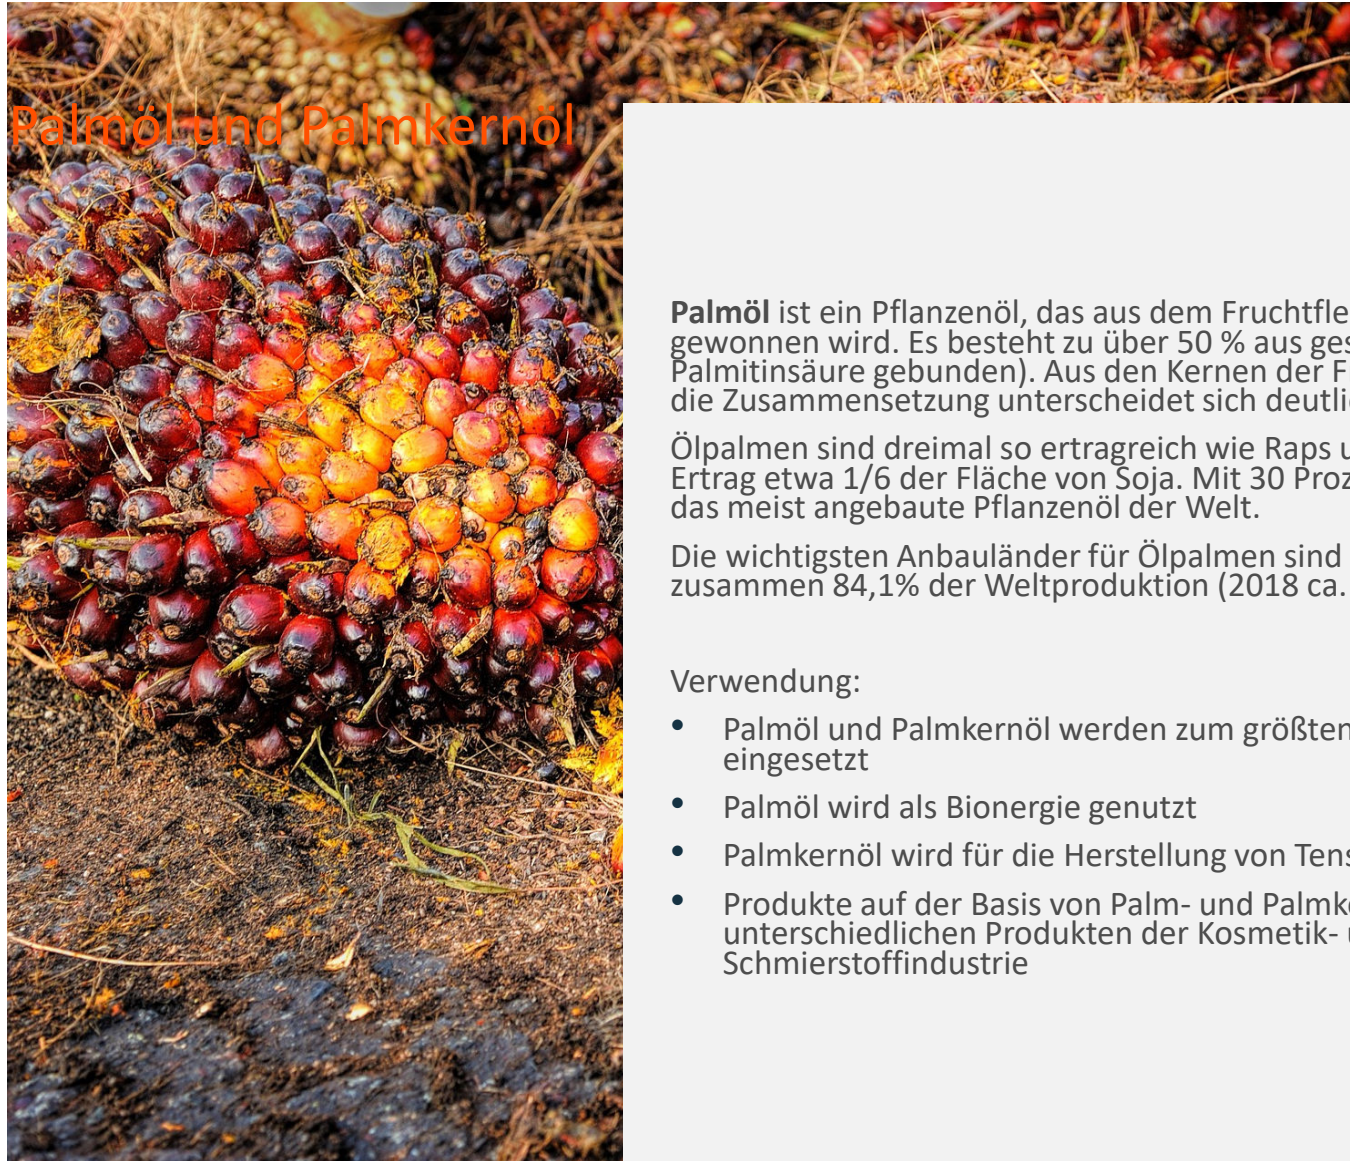 Palmöl und Palmkernöl
Palmöl ist ein Pflanzenöl, das aus dem Fruchtfle
gewonnen wird. Es besteht zu über 50 % aus ges
Palmitinsäure gebunden). Aus den Kernen der F
die Zusammensetzung unterscheidet sich deutli
Ölpalmen sind dreimal so ertragreich wie Raps u
Ertrag etwa 1/6 der Fläche von Soja. Mit 30 Proz
das meist angebaute Pflanzenöl der Welt.
Die wichtigsten Anbauländer für Ölpalmen sind
zusammen 84,1% der Weltproduktion (2018 ca.
Verwendung:
• Palmöl und Palmkernöl werden zum größten
eingesetzt
• Palmöl wird als Bionergie genutzt
• Palmkernöl wird für die Herstellung von Tens
• Produkte auf der Basis von Palm- und Palmke
unterschiedlichen Produkten der Kosmetik- u
Schmierstoffindustrie